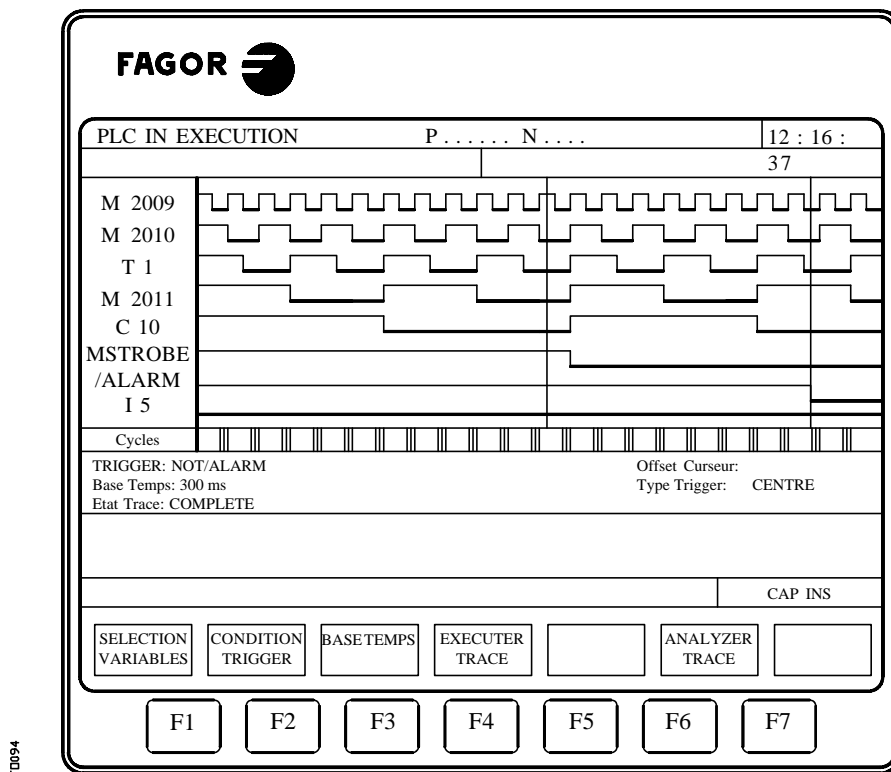 FAGOR
PLC IN EXECUTION P . . . . . . N . . . . 12 : 16 :
37
M 2009
M 2010
T 1
M 2011
C 10
MSTROBE
/ALARM
I 5
Cycles
TRIGGER: NOT/ALARM Offset Curseur:
Base Temps: 300 ms Type Trigger: CENTRE
Etat Trace: COMPLETE
CAP INS
SELECTION VARIABLES
CONDITION TRIGGER
BASE TEMPS
EXECUTER TRACE
ANALYZER TRACE
F1 F2 F3 F4 F5 F6 F7